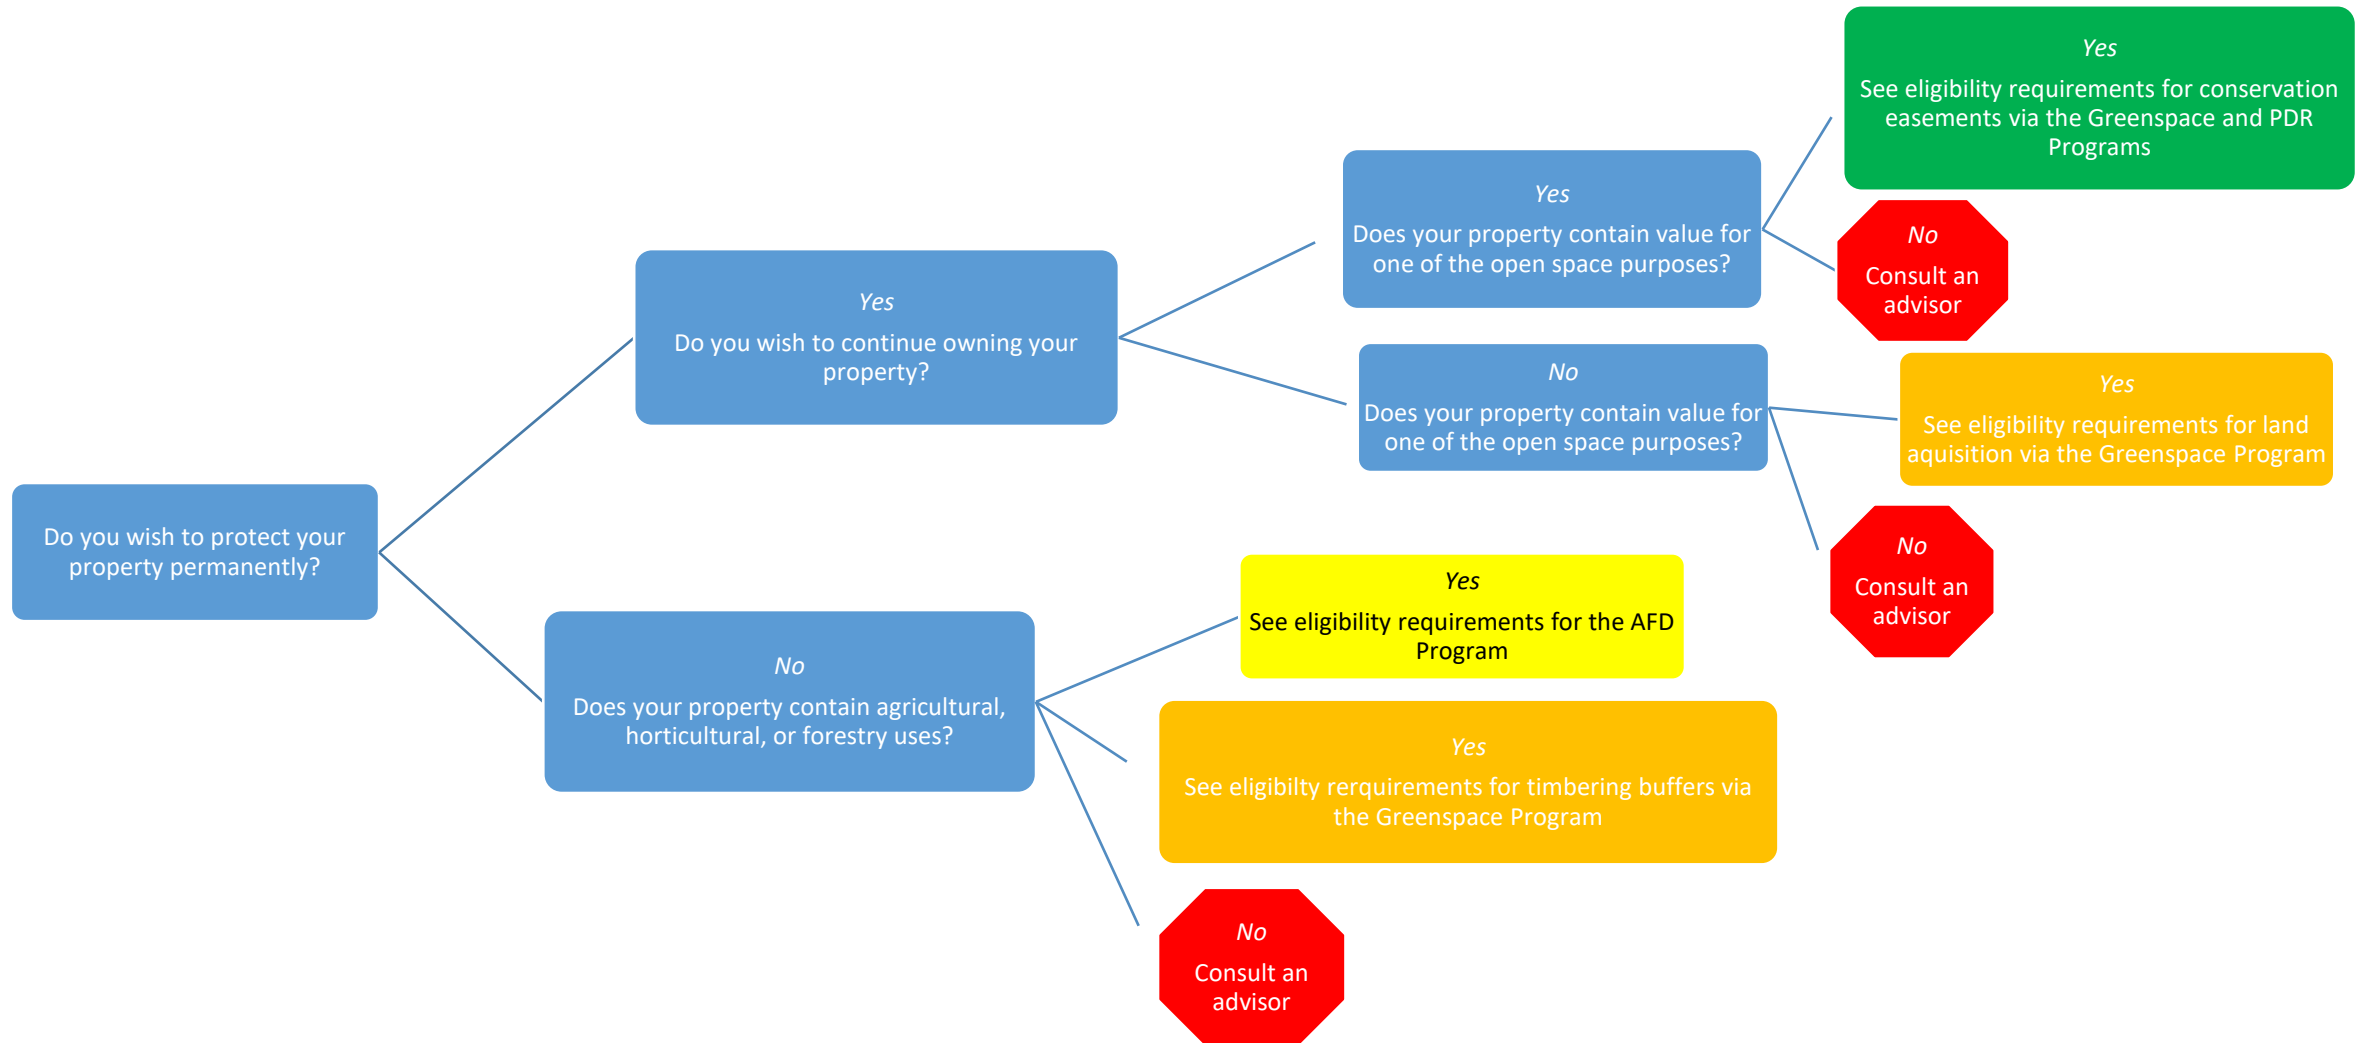 Do you wish to protect your
property permanently?
Yes
Do you wish to continue owning your
property?
Yes
Does your property contain value for
one of the open space purposes?
Yes
See eligibility requirements for conservation
easements via the Greenspace and PDR
Programs
No
Consult an
advisor
No
Does your property contain value for
one of the open space purposes?
Yes
See eligibility requirements for land
aquisition via the Greenspace Program
No
Consult an
advisor
No
Does your property contain agricultural,
horticultural, or forestry uses?
Yes
See eligibility requirements for the AFD
Program
Yes
See eligibilty rerquirements for timbering buffers via
the Greenspace Program
No
Consult an
advisor